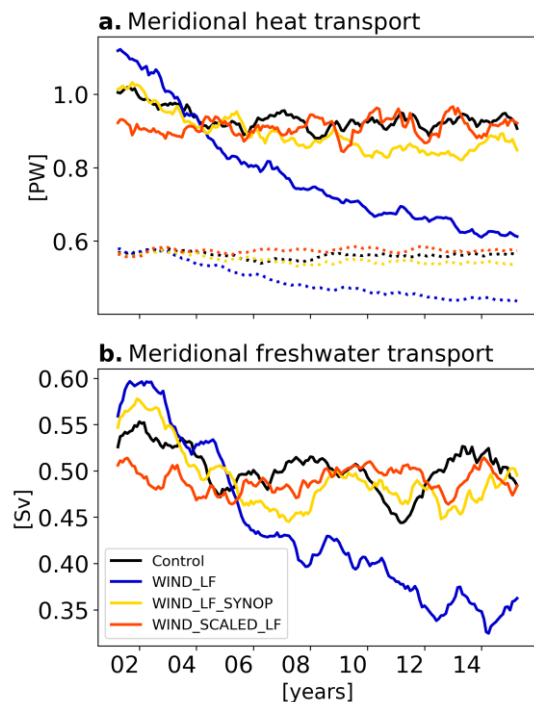 a. Meridional heat transport
1.0
0.8
0.6
[PW]
b. Meridional freshwater transport
0.60
0.55
0.50
0.45
0.40
0.35
[Sv]
Control
WIND_LF
WIND_LF_SYNOP
WIND_SCALED_LF
02 04 06 08 10 12 14
[years]